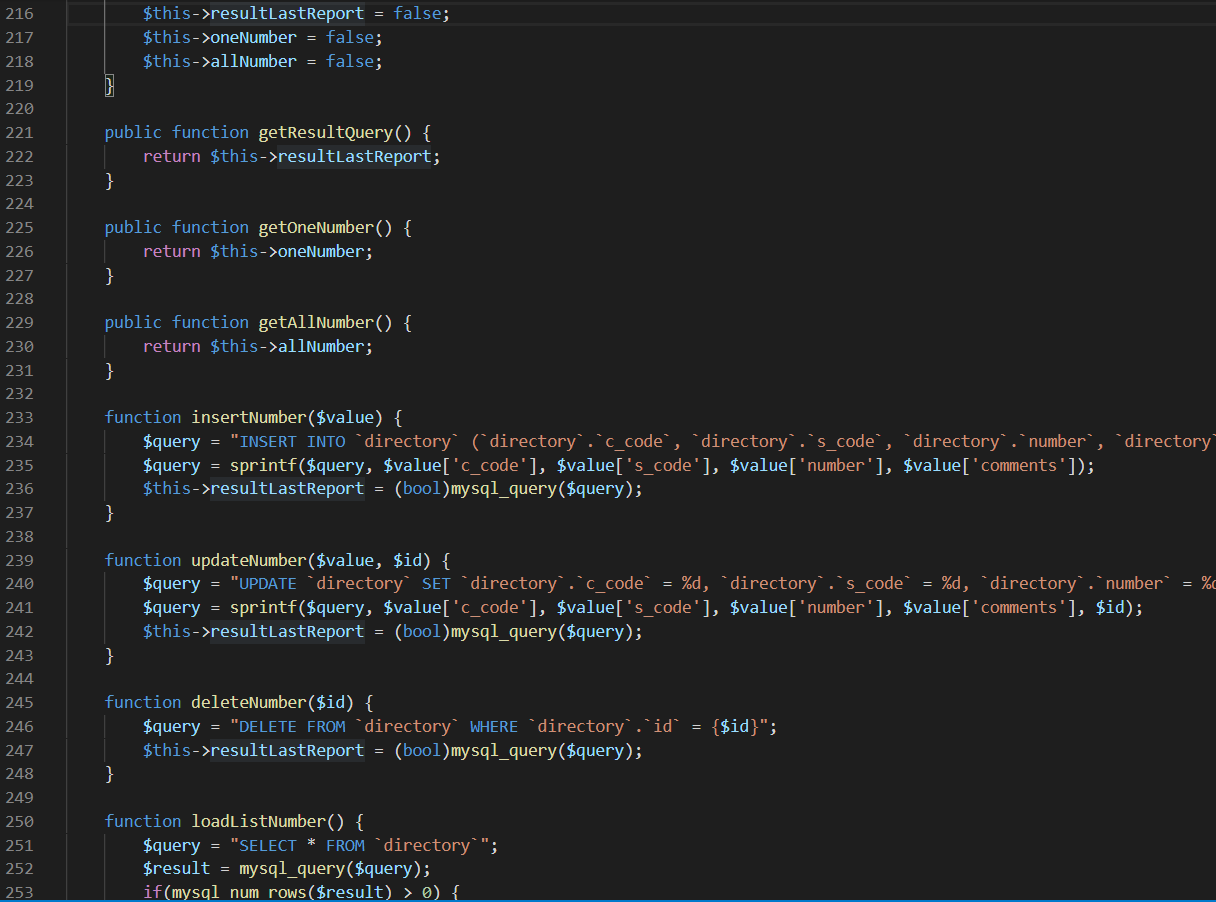 216 $this->resultLastReport = false;
217 $this->oneNumber = false;
218 $this->allNumber = false;
219 }
220
221 public function getResultQuery() {
222 return $this->resultLastReport;
223 }
224
225 public function getOneNumber() {
226 return $this->oneNumber;
227 }
228
229 public function getAllNumber() {
230 return $this->allNumber;
231 }
232
233 function insertNumber($value) {
234 $query = "INSERT INTO `directory` (`directory`.`c_code`, `directory`.`s_code`, `directory`.`number`, `directory`
235 $query = sprintf($query, $value['c_code'], $value['s_code'], $value['number'], $value['comments']);
236 $this->resultLastReport = (bool)mysql_query($query);
237 }
238
239 function updateNumber($value, $id) {
240 $query = "UPDATE `directory` SET `directory`.`c_code` = %d, `directory`.`s_code` = %d, `directory`.`number` = %d
241 $query = sprintf($query, $value['c_code'], $value['s_code'], $value['number'], $value['comments'], $id);
242 $this->resultLastReport = (bool)mysql_query($query);
243 }
244
245 function deleteNumber($id) {
246 $query = "DELETE FROM `directory` WHERE `directory`.`id` = {$id}";
247 $this->resultLastReport = (bool)mysql_query($query);
248 }
249
250 function loadListNumber() {
251 $query = "SELECT * FROM `directory`";
252 $result = mysql_query($query);
253 if(mysql_num_rows($result) > 0) {